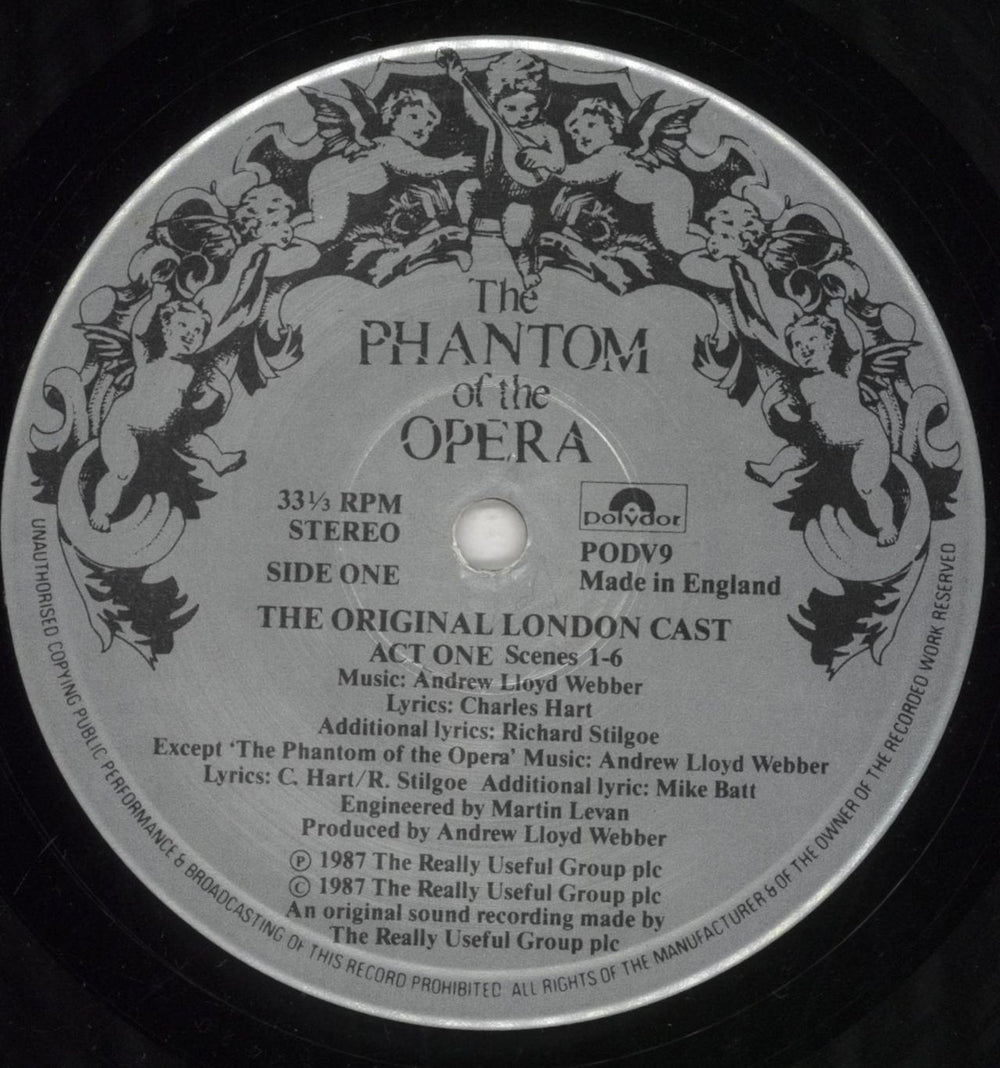 The
PHANTOM
of the
OPERA
33⅓ RPM
STEREO
SIDE ONE
polydor
PODV9
Made in England
THE ORIGINAL LONDON CAST
ACT ONE Scenes 1-6
Music: Andrew Lloyd Webber
Lyrics: Charles Hart
Additional lyrics: Richard Stilgoe
Except ‘The Phantom of the Opera’ Music: Andrew Lloyd Webber
Lyrics: C. Hart/R. Stilgoe Additional lyric: Mike Batt
Engineered by Martin Levan
Produced by Andrew Lloyd Webber
Ⓟ 1987 The Really Useful Group plc
© 1987 The Really Useful Group plc
An original sound recording made by
The Really Useful Group plc
UNAUTHORISED COPYING PUBLIC PERFORMANCE & BROADCASTING OF THIS RECORD PROHIBITED ALL RIGHTS OF THE MANUFACTURER & OF THE OWNER OF THE RECORDED WORK RESERVED